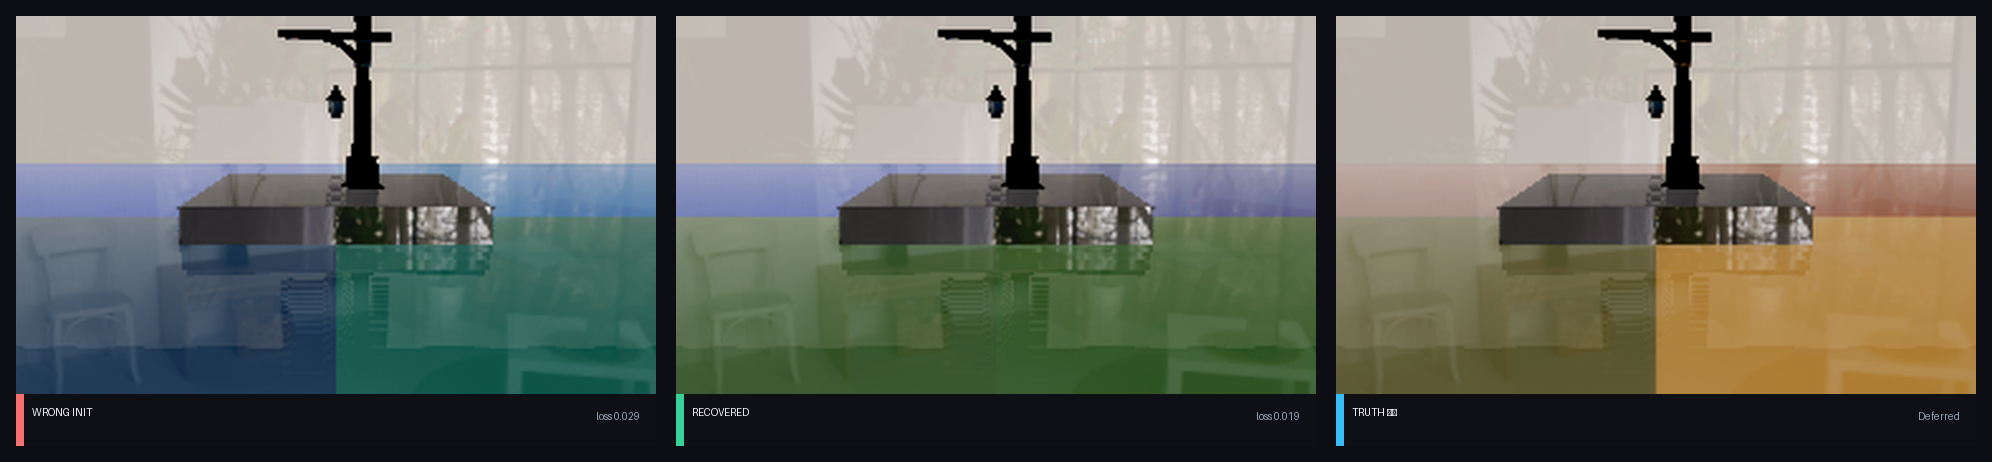 WRONG INIT
loss 0.029
RECOVERED
loss 0.019
TRUTH
Deferred